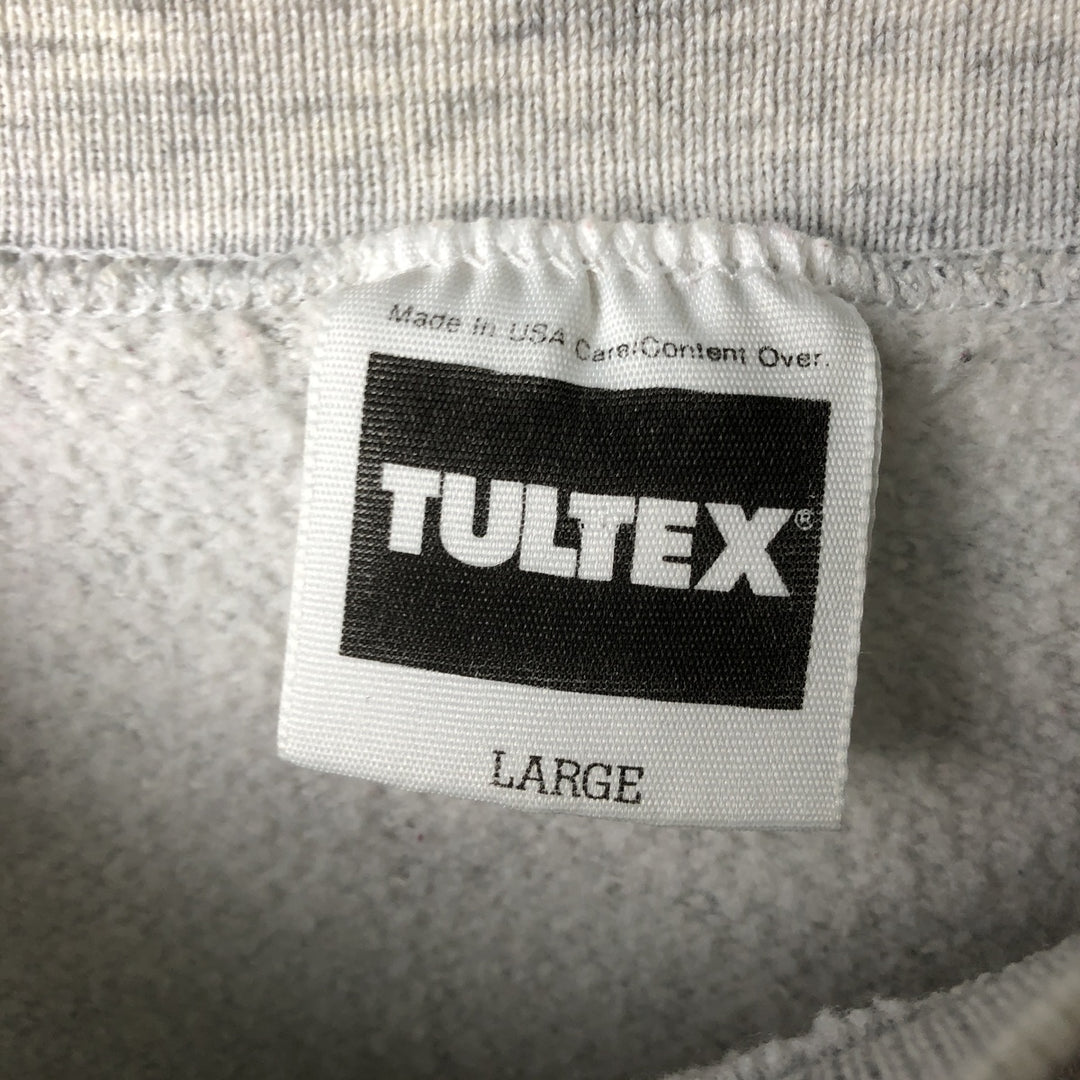 Made In USA Care/Content Over.
TULTEX®
LARGE